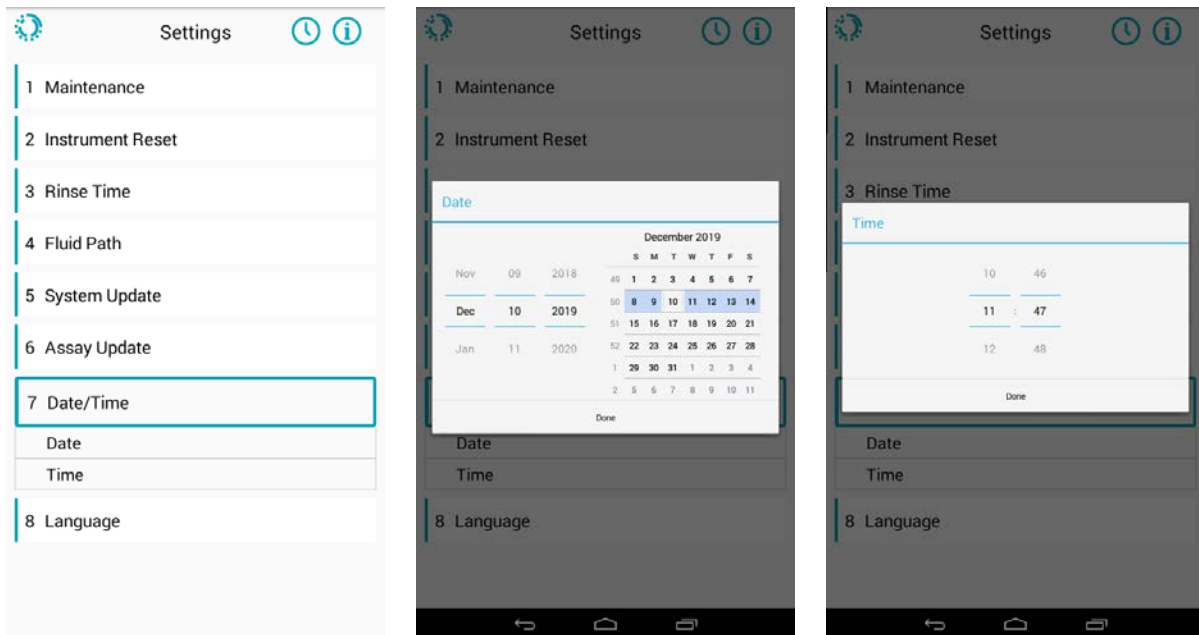 Settings
1 Maintenance
2 Instrument Reset
3 Rinse Time
4 Fluid Path
5 System Update
6 Assay Update
7 Date/Time
Date
Time
8 Language
Settings
1 Maintenance
2 Instrument Reset
Date
December 2019
S M T W T F S
Nov 09 2018
49 1 2 3 4 5 6 7
50 8 9 10 11 12 13 14
Dec 10 2019
51 15 16 17 18 19 20 21
Jan 11 2020
52 22 23 24 25 26 27 28
1 29 30 31 1 2 3 4
2 5 6 7 8 9 10 11
Done
Date
Time
8 Language
Settings
1 Maintenance
2 Instrument Reset
3 Rinse Time
Time
10 46
11 : 47
12 48
Done
Date
Time
8 Language